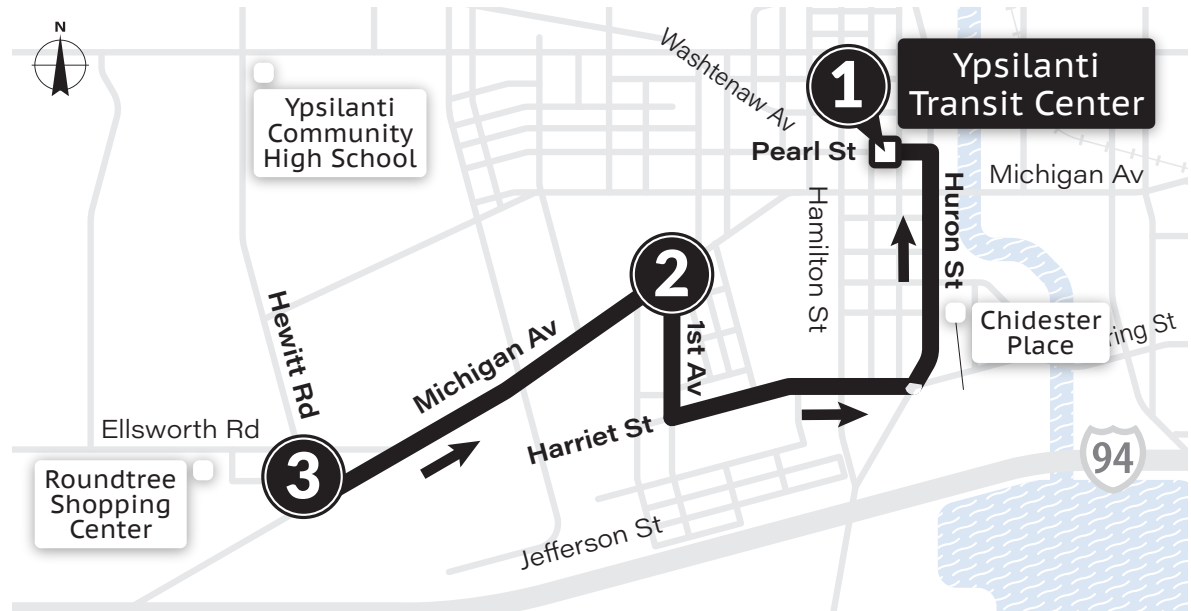 N
Washtenaw Av
1
Ypsilanti
Transit Center
Ypsilanti
Community
High School
Pearl St
Michigan Av
Huron St
Hamilton St
2
Hewitt Rd
Michigan Av
1st Av
Chidester
Place
ring St
Ellsworth Rd
Harriet St
3
Roundtree
Shopping
Center
94
Jefferson St